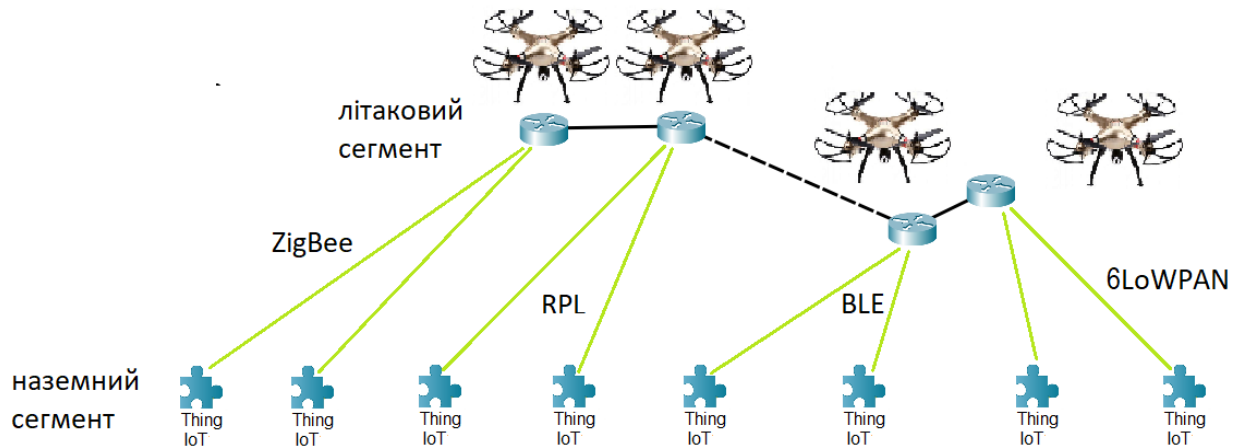 літаковий
сегмент
ZigBee
RPL
BLE
6LoWPAN
наземний
сегмент
Thing
IoT
Thing
IoT
Thing
IoT
Thing
IoT
Thing
IoT
Thing
IoT
Thing
IoT
Thing
IoT